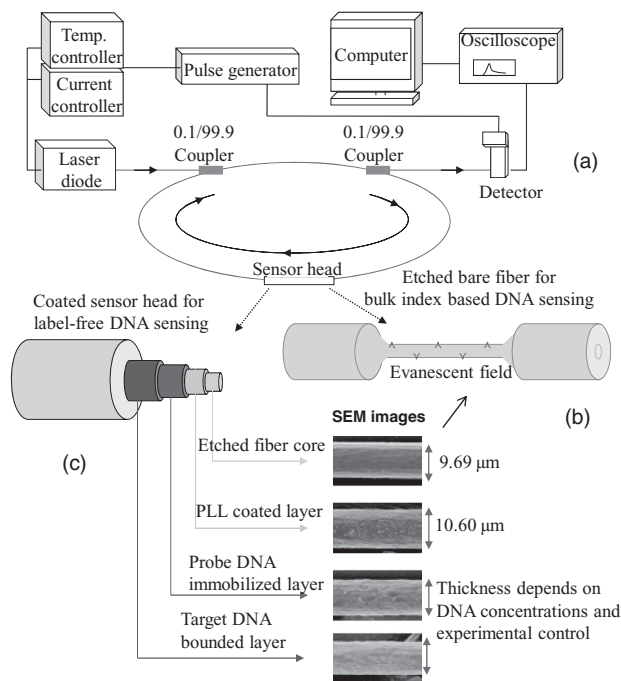 Temp.
controller
Current
controller
Pulse generator
Computer
Oscilloscope
Laser
diode
0.1/99.9
Coupler
0.1/99.9
Coupler
(a)
Detector
Sensor head
Coated sensor head for
label-free DNA sensing
Etched bare fiber for
bulk index based DNA sensing
Evanescent field
SEM images
(b)
(c)
Etched fiber core
9.69 μm
PLL coated layer
10.60 μm
Probe DNA
immobilized layer
Thickness depends on
DNA concentrations and
experimental control
Target DNA
bounded layer